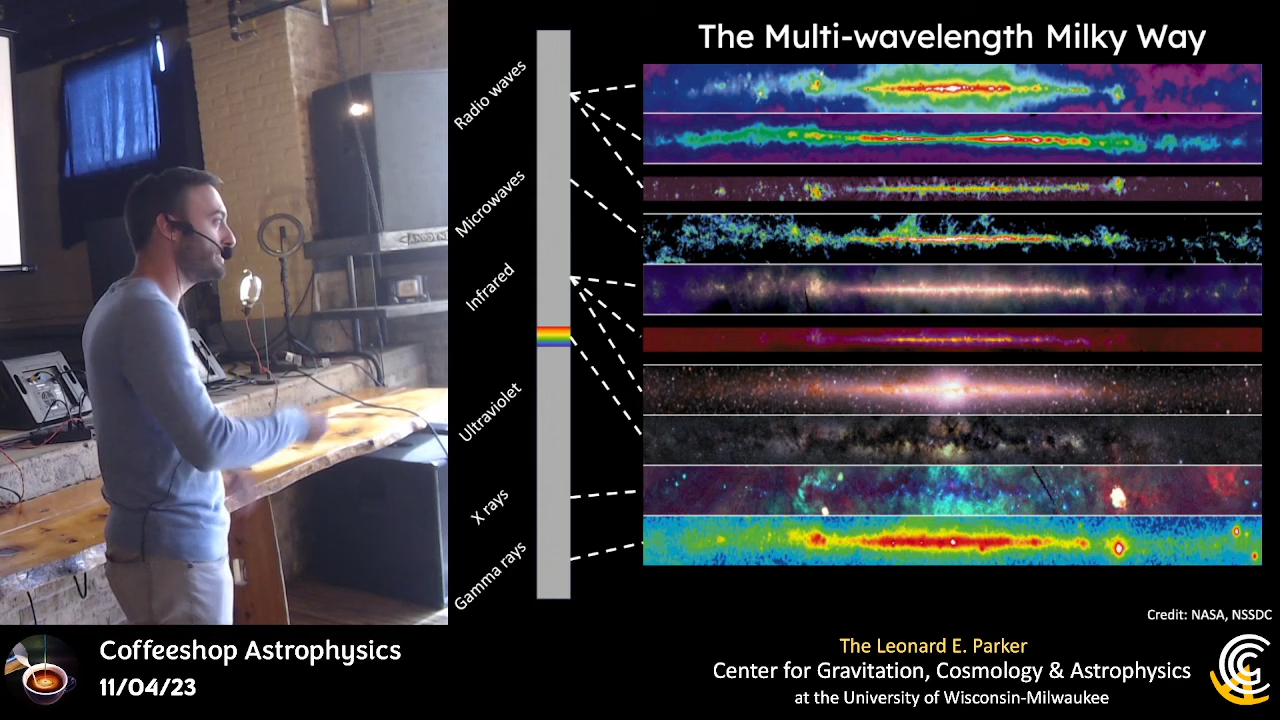 The Multi-wavelength Milky Way
Radio waves
Microwaves
Infrared
Ultraviolet
X rays
Gamma rays
Credit: NASA, NSSDC
Coffeeshop Astrophysics
11/04/23
The Leonard E. Parker
Center for Gravitation, Cosmology & Astrophysics
at the University of Wisconsin-Milwaukee